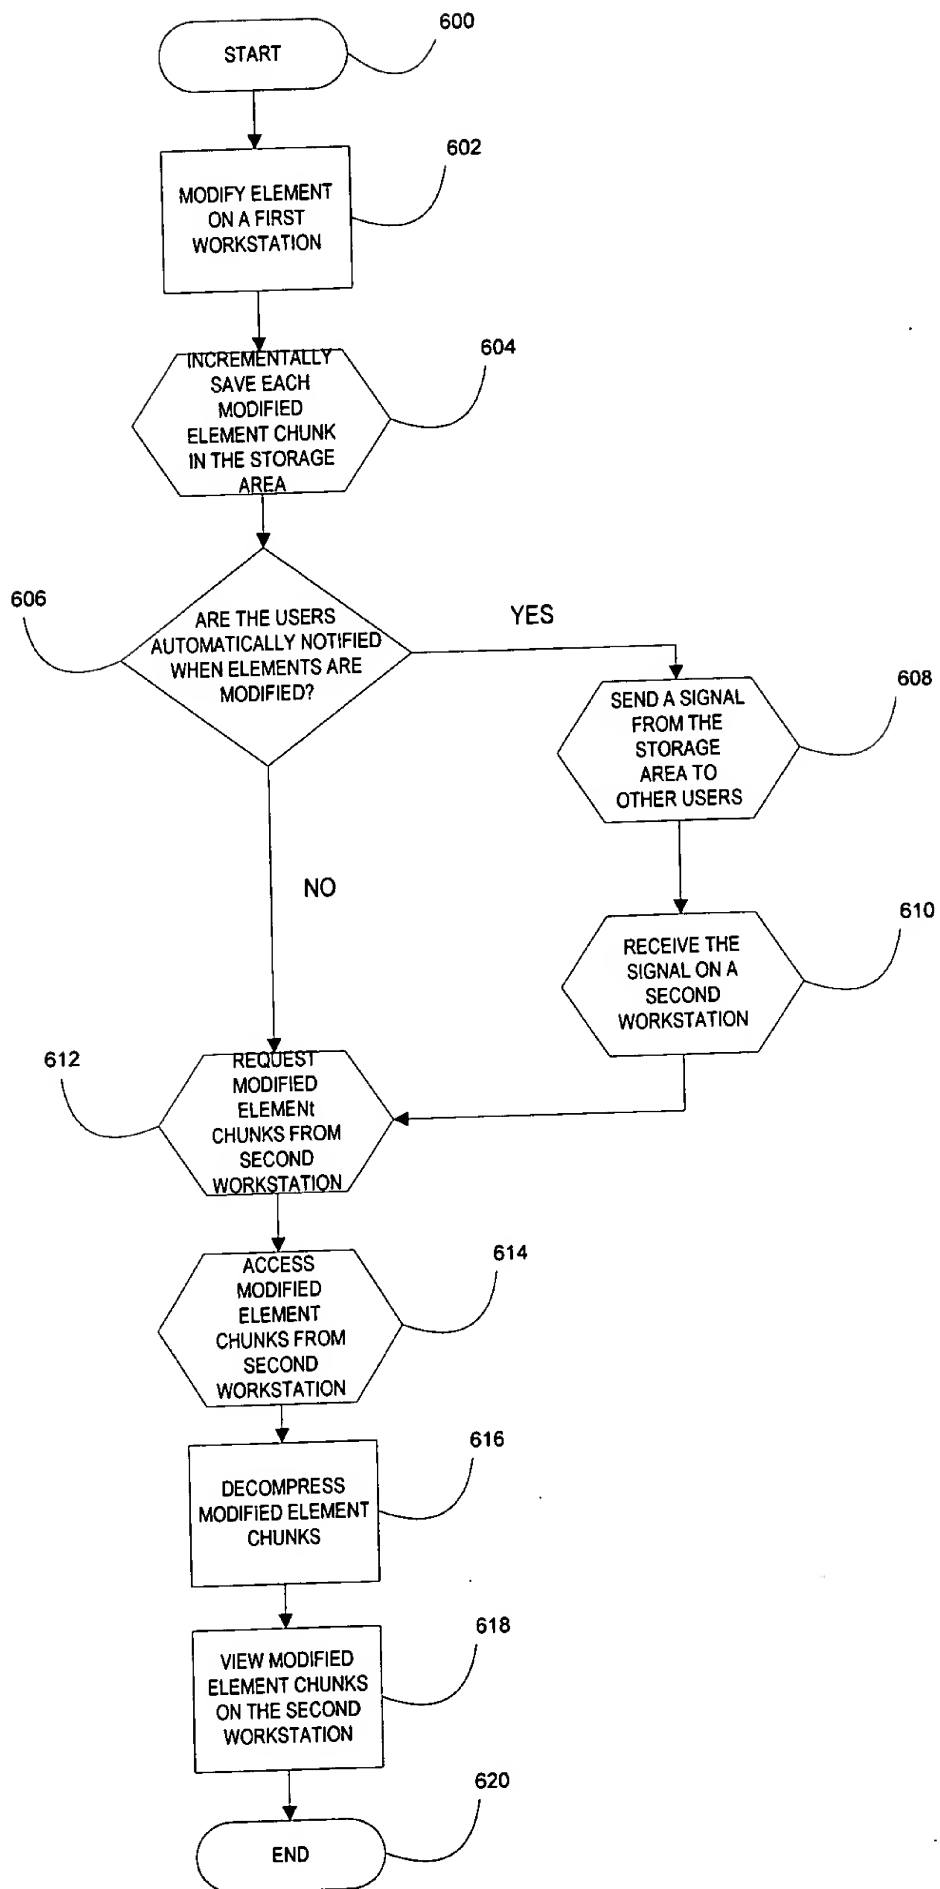 600
START
602
MODIFY ELEMENT
ON A FIRST
WORKSTATION
604
INCREMENTALLY
SAVE EACH
MODIFIED
ELEMENT CHUNK
IN THE STORAGE
AREA
606
ARE THE USERS
AUTOMATICALLY NOTIFIED
WHEN ELEMENTS ARE
MODIFIED?
YES
608
SEND A SIGNAL
FROM THE
STORAGE
AREA TO
OTHER USERS
NO
610
RECEIVE THE
SIGNAL ON A
SECOND
WORKSTATION
612
REQUEST
MODIFIED
ELEMENt
CHUNKS FROM
SECOND
WORKSTATION
614
ACCESS
MODIFIED
ELEMENT
CHUNKS FROM
SECOND
WORKSTATION
616
DECOMPRESS
MODIFIED ELEMENT
CHUNKS
618
VIEW MODIFIED
ELEMENT CHUNKS
ON THE SECOND
WORKSTATION
620
END